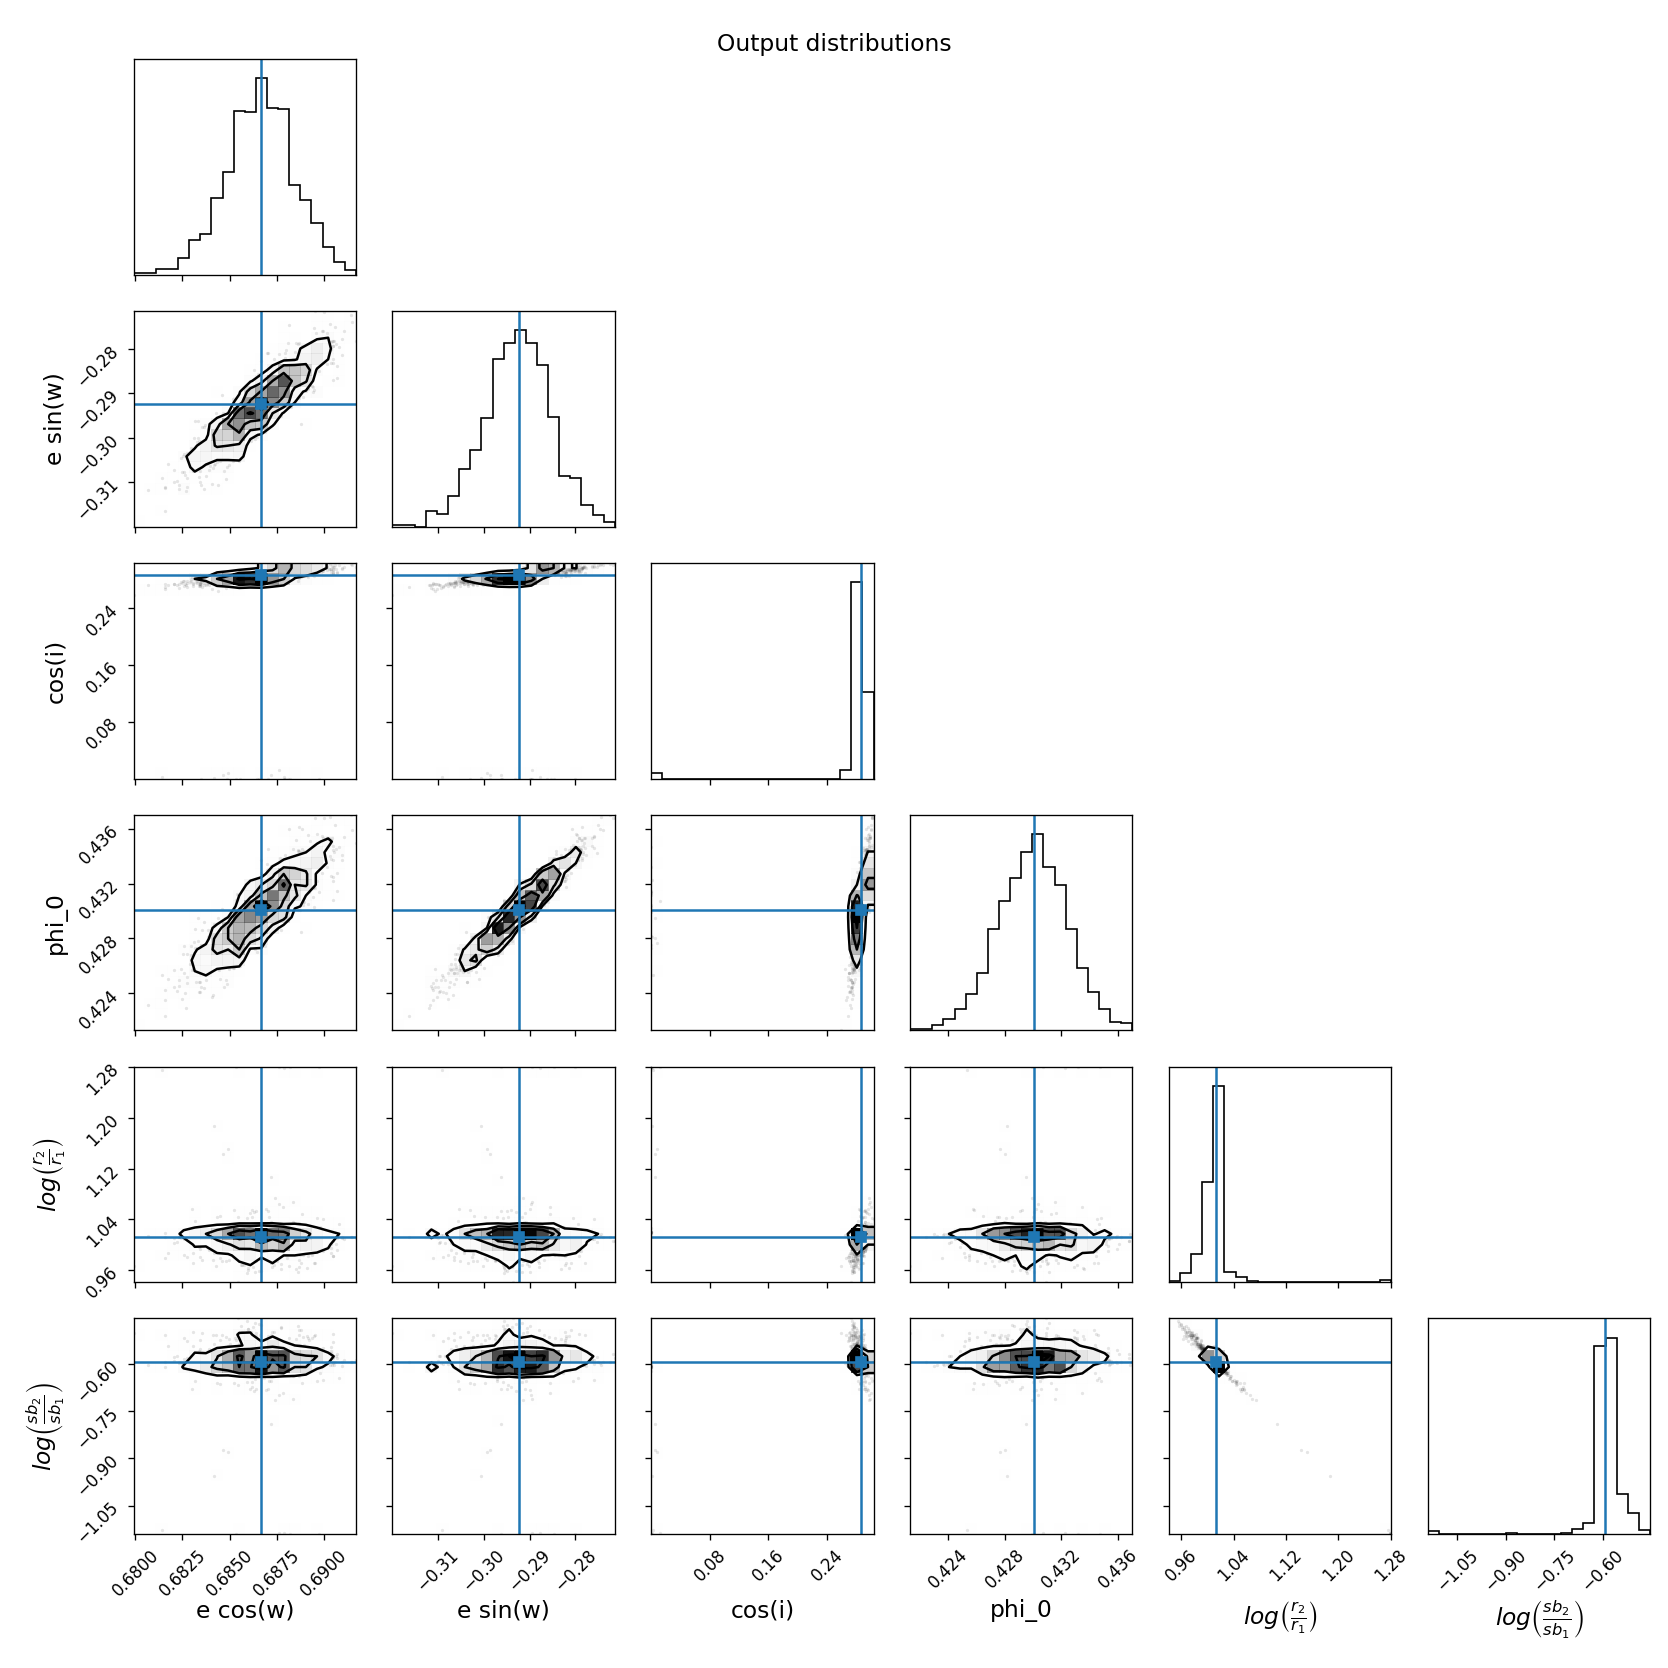 Output distributions
e sin(w)
−0.28
−0.29
−0.30
−0.31
cos(i)
0.24
0.16
0.08
phi_0
0.436
0.432
0.428
0.424
log(r₂/r₁)
1.28
1.20
1.12
1.04
0.96
log(sb₂/sb₁)
−0.60
−0.75
−0.90
−1.05
0.6800 0.6825 0.6850 0.6875 0.6900
e cos(w)
−0.31 −0.30 −0.29 −0.28
e sin(w)
0.08 0.16 0.24
cos(i)
0.424 0.428 0.432 0.436
phi_0
0.96 1.04 1.12 1.20 1.28
log(r₂/r₁)
−1.05 −0.90 −0.75 −0.60
log(sb₂/sb₁)